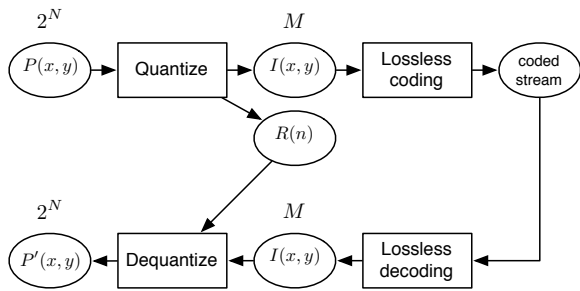 $2^N$
$M$
$P(x,y)$
Quantize
$I(x,y)$
Lossless
coding
coded
stream
$R(n)$
$2^N$
$M$
$P'(x,y)$
Dequantize
$I(x,y)$
Lossless
decoding